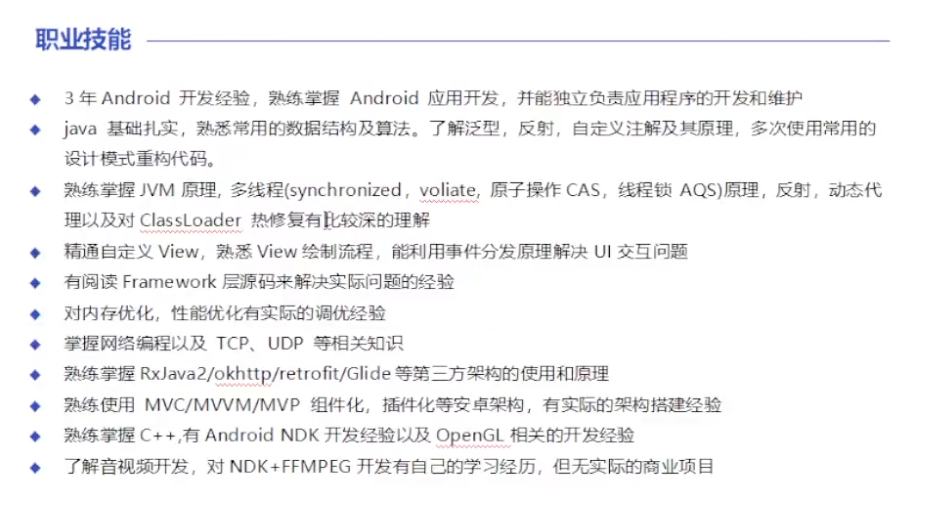 职业技能
3 年Android 开发经验，熟练掌握 Android 应用开发，并能独立负责应用程序的开发和维护
java 基础扎实，熟悉常用的数据结构及算法。了解泛型，反射，自定义注解及其原理，多次使用常用的
设计模式重构代码。
熟练掌握JVM 原理, 多线程(synchronized，voliate, 原子操作 CAS，线程锁 AQS)原理，反射，动态代
理以及对 ClassLoader 热修复有比较深的理解
精通自定义 View，熟悉 View 绘制流程，能利用事件分发原理解决 UI 交互问题
有阅读 Framework 层源码来解决实际问题的经验
对内存优化，性能优化有实际的调优经验
掌握网络编程以及 TCP、UDP 等相关知识
熟练掌握 RxJava2/okhttp/retrofit/Glide 等第三方架构的使用和原理
熟练使用 MVC/MVVM/MVP 组件化，插件化等安卓架构，有实际的架构搭建经验
熟练掌握 C++,有 Android NDK 开发经验以及 OpenGL 相关的开发经验
了解音视频开发，对 NDK+FFMPEG 开发有自己的学习经历，但无实际的商业项目